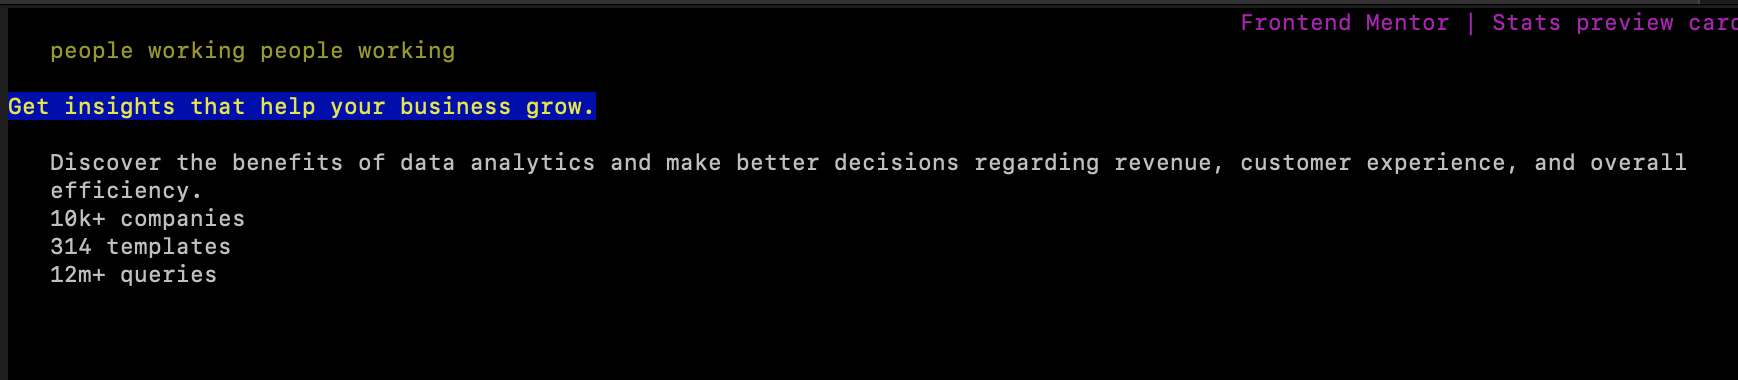 Frontend Mentor | Stats preview card
people working people working
Get insights that help your business grow.
Discover the benefits of data analytics and make better decisions regarding revenue, customer experience, and overall
efficiency.
10k+ companies
314 templates
12m+ queries